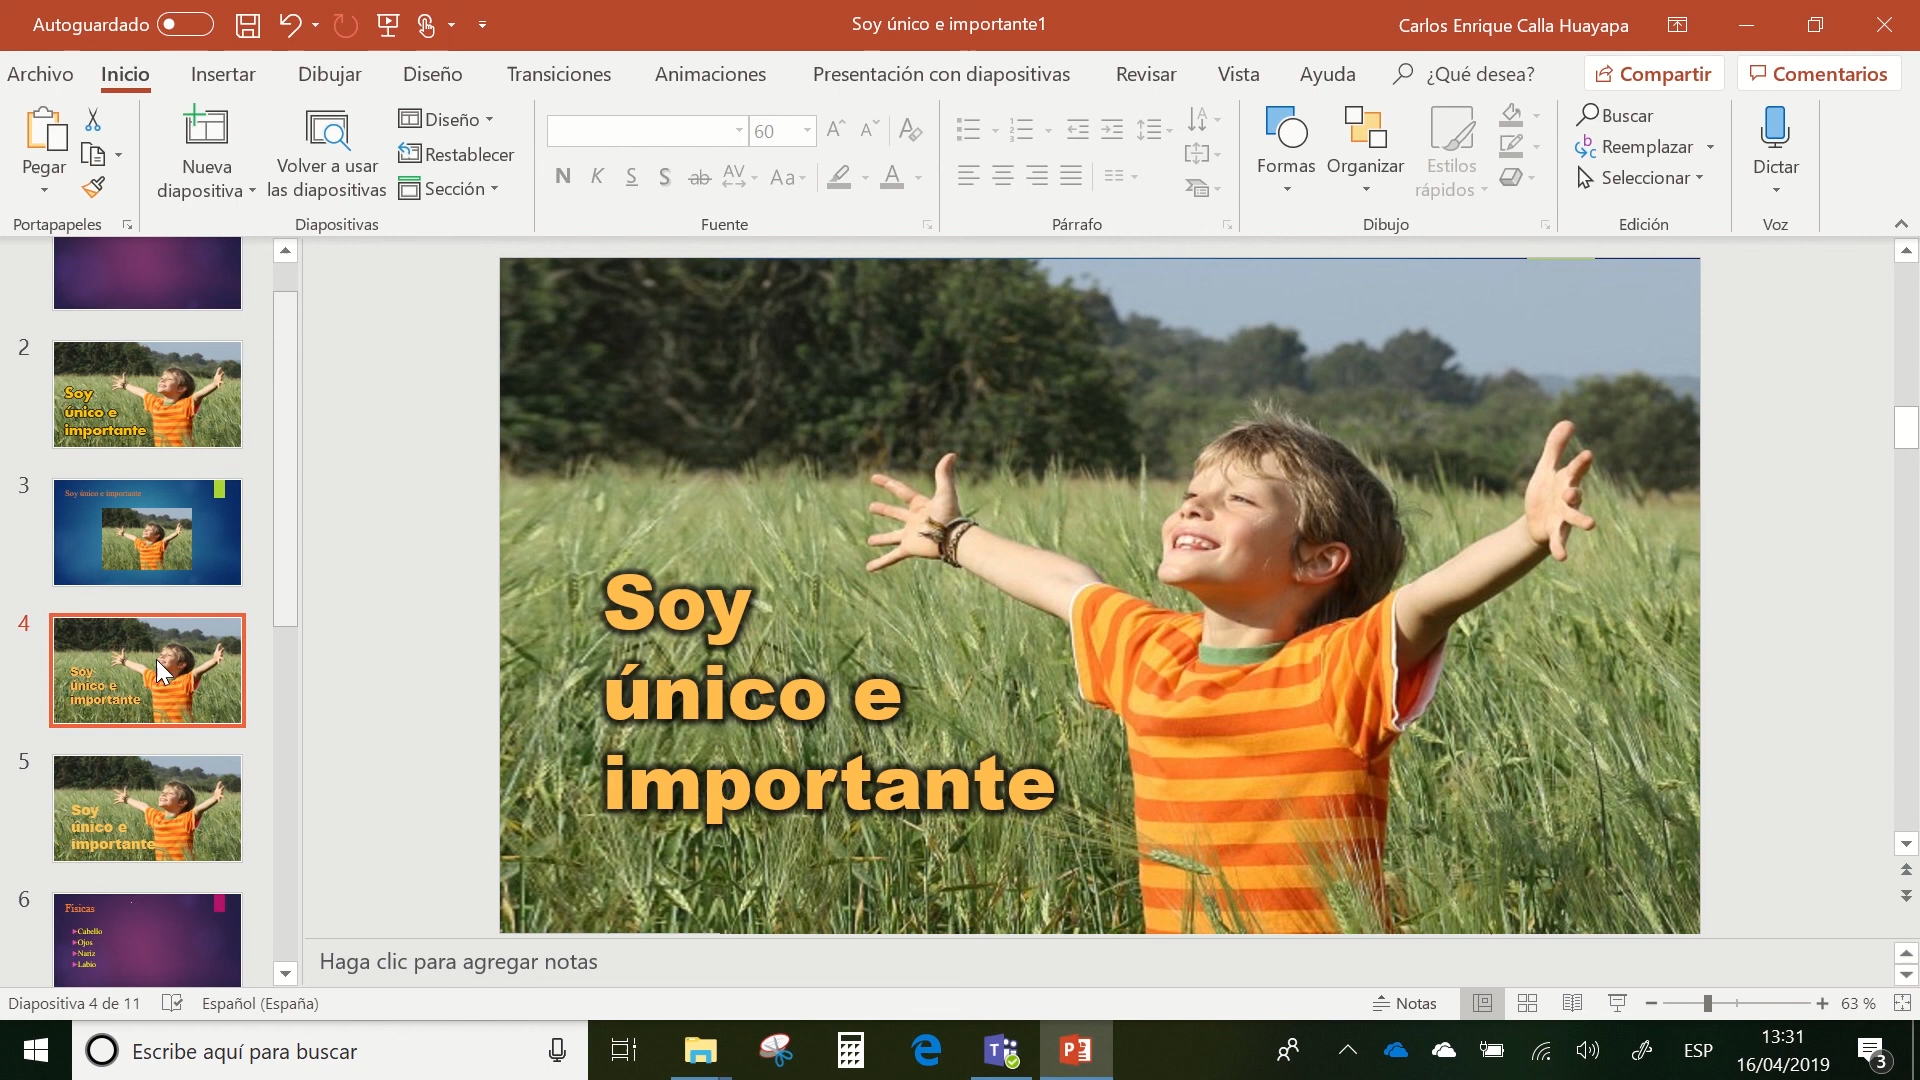 Autoguardado
Soy único e importante1
Carlos Enrique Calla Huayapa
Archivo
Inicio
Insertar
Dibujar
Diseño
Transiciones
Animaciones
Presentación con diapositivas
Revisar
Vista
Ayuda
¿Qué desea?
Compartir
Comentarios
Pegar
Nueva
diapositiva
Volver a usar
las diapositivas
Diseño
Restablecer
Sección
60
N K S S ab AV Aa A
Formas
Organizar
Estilos
rápidos
Buscar
Reemplazar
Seleccionar
Dictar
Portapapeles
Diapositivas
Fuente
Párrafo
Dibujo
Edición
Voz
2
Soy
único e
importante
3
Soy único e importante
4
Soy
único e
importante
5
Soy
único e
importante
6
Físicas
Cabello
Ojos
Nariz
Labio
Soy
único e
importante
Haga clic para agregar notas
Diapositiva 4 de 11
Español (España)
Notas
63 %
Escribe aquí para buscar
ESP
13:31
16/04/2019
3